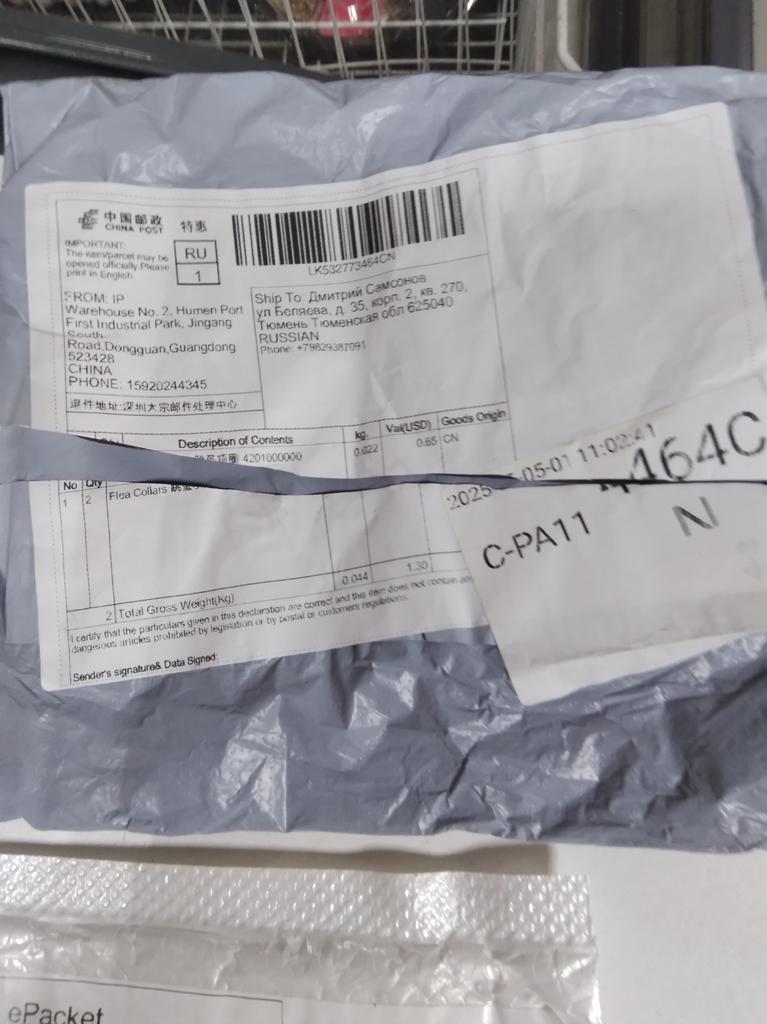 中国邮政
CHINA POST
特惠
IMPORTANT:
The item/parcel may be
opened officially.Please
print in English.
RU
1
LK532773464CN
FROM: IP
Warehouse No. 2, Humen Port
First Industrial Park, Jingang
South
Road,Dongguan,Guangdong
523428
CHINA
PHONE: 15920244345
退件地址:深圳大宗邮件处理中心
Ship To: Дмитрий Самсонов
ул Беляева, д. 35, корп. 2, кв. 270,
Тюмень Тюменская обл 625040
RUSSIAN
Phone: +79829387091
Description of Contents kg. Val(USD) Goods Origin
4201000000 0.022 0.65 CN
No Qty
1 2 Flea Collars
2 Total Gross Weight(Kg) 0.044 1.30
I certify that the particulars given in this declaration are correct and this item does not contain any
dangerous articles prohibited by legislation or by postal or customers regulations.
Sender's signature& Data Signed:
05-01 11:02:41
464C
N
C-PA11
ePacket